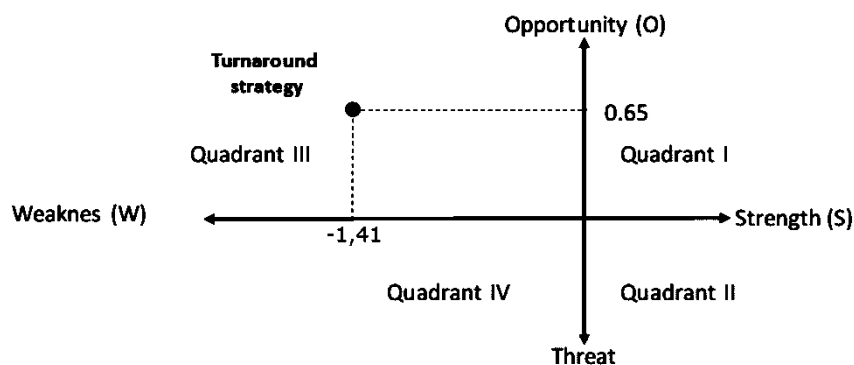 Opportunity (O)
Turnaround
strategy
0.65
Quadrant III
Quadrant I
Weaknes (W)
Strength (S)
-1,41
Quadrant IV
Quadrant II
Threat